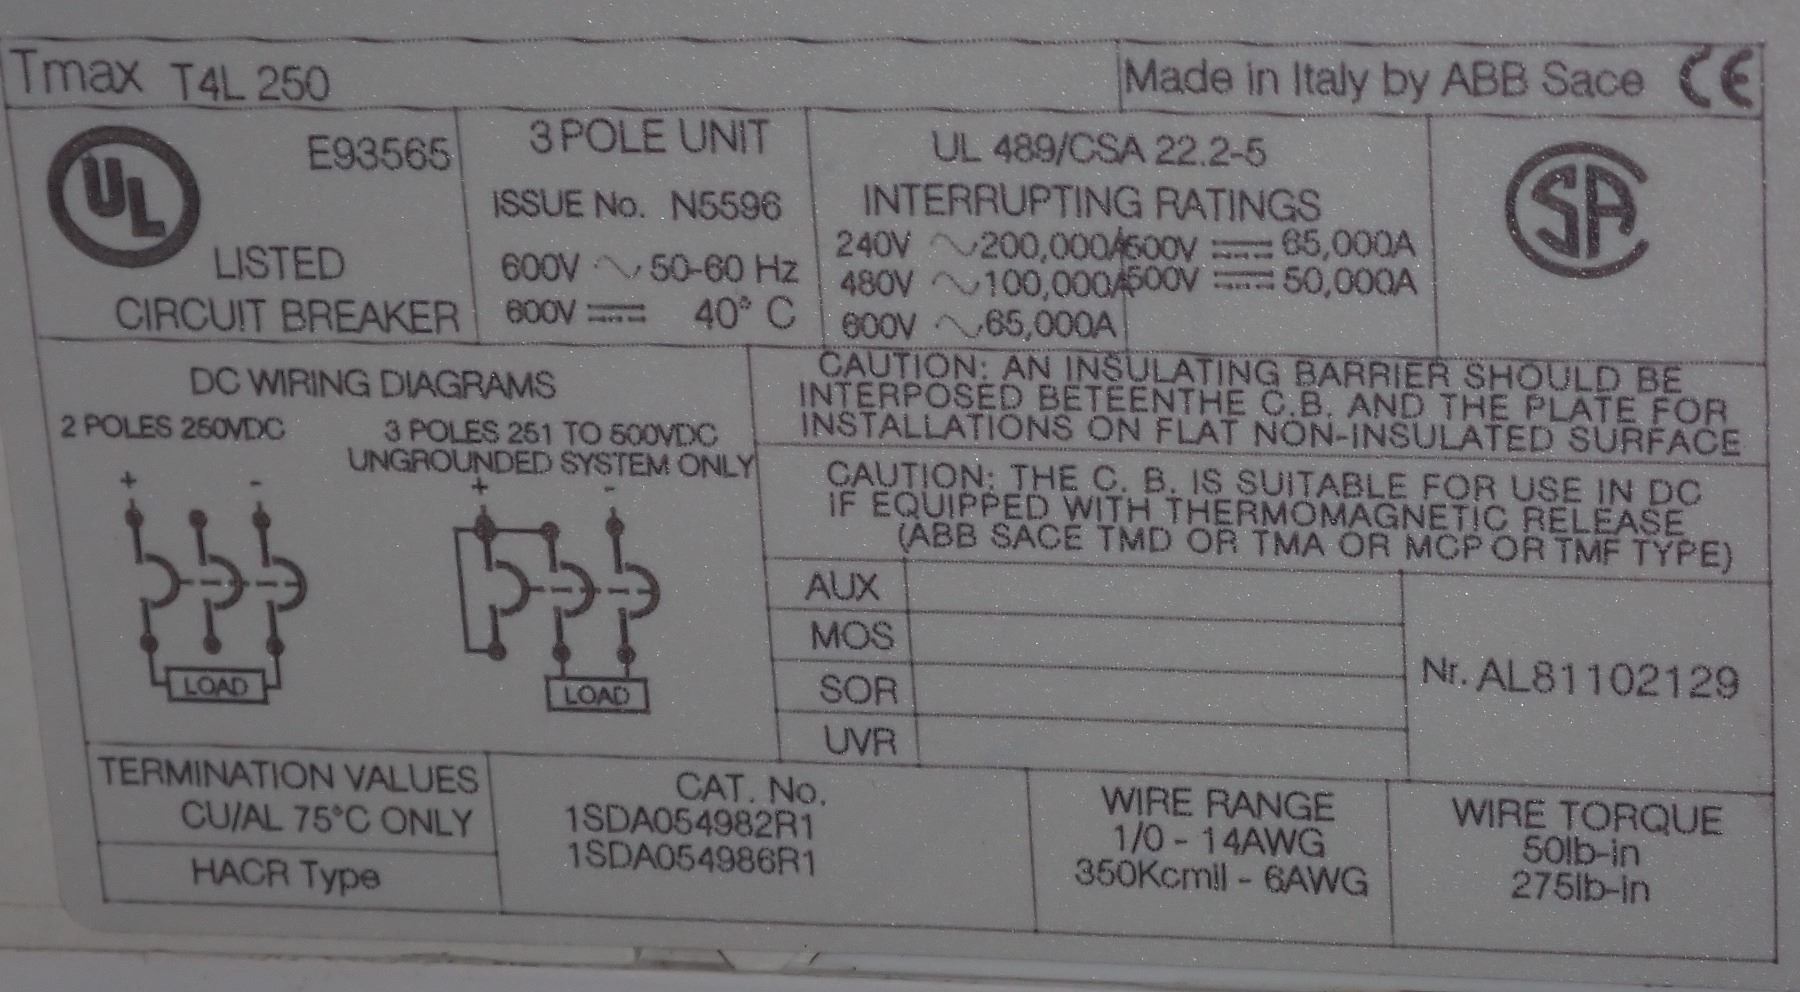 Tmax T4L 250
Made in Italy by ABB Sace CE
UL
E93565
LISTED
CIRCUIT BREAKER
3 POLE UNIT
ISSUE No. N5596
600V ∿ 50-60 Hz
600V ⎓ 40° C
UL 489/CSA 22.2-5
INTERRUPTING RATINGS
240V ∿ 200,000A 500V ⎓ 65,000A
480V ∿ 100,000A 600V ⎓ 50,000A
600V ∿ 65,000A
SA
DC WIRING DIAGRAMS
2 POLES 250VDC
3 POLES 251 TO 600VDC
UNGROUNDED SYSTEM ONLY
+ -
+ -
LOAD
LOAD
CAUTION: AN INSULATING BARRIER SHOULD BE
INTERPOSED BETEENTHE C.B. AND THE PLATE FOR
INSTALLATIONS ON FLAT NON-INSULATED SURFACE
CAUTION: THE C. B. IS SUITABLE FOR USE IN DC
IF EQUIPPED WITH THERMOMAGNETIC RELEASE
(ABB SACE TMD OR TMA OR MCP OR TMF TYPE)
AUX
MOS
SOR
UVR
Nr. AL81102129
TERMINATION VALUES
CU/AL 75°C ONLY
HACR Type
CAT. No.
1SDA054982R1
1SDA054986R1
WIRE RANGE
1/0 - 14AWG
350Kcmil - 6AWG
WIRE TORQUE
50lb-in
275lb-in